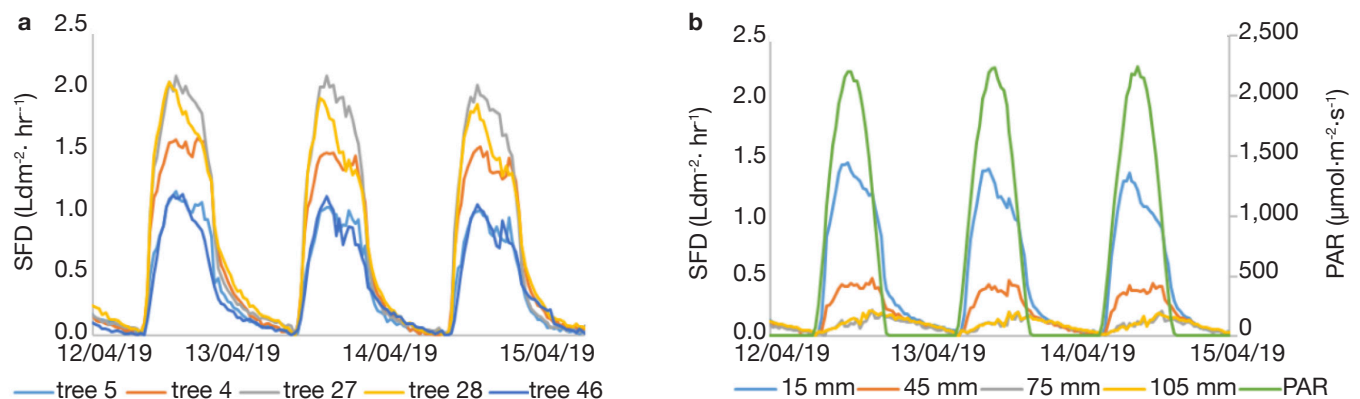 a
SFD (Ldm⁻²· hr⁻¹)
2.5
2.0
1.5
1.0
0.5
0.0
12/04/19 13/04/19 14/04/19 15/04/19
tree 5 tree 4 tree 27 tree 28 tree 46
b
SFD (Ldm⁻²· hr⁻¹)
2.5
2.0
1.5
1.0
0.5
0.0
2,500
2,000
1,500
1,000
500
0
PAR (µmol·m⁻²·s⁻¹)
12/04/19 13/04/19 14/04/19 15/04/19
15 mm 45 mm 75 mm 105 mm PAR